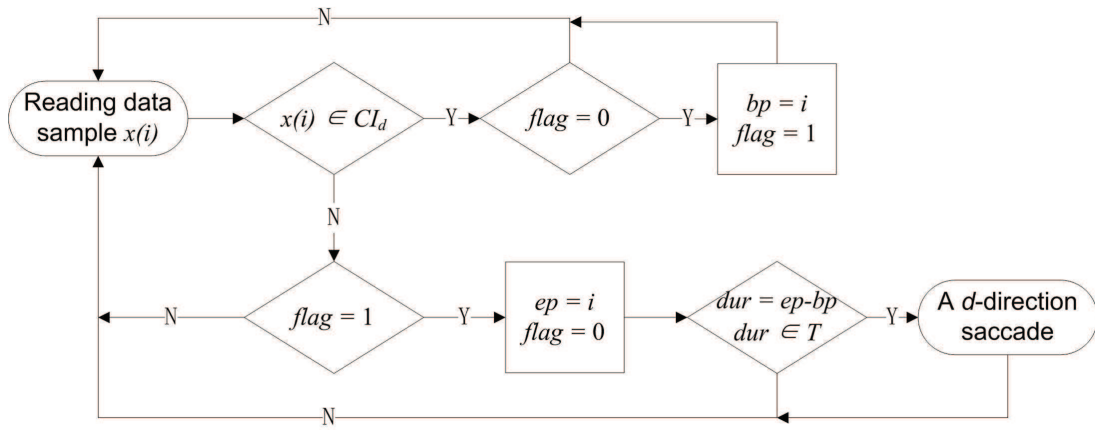 N
Reading data
sample x(i)
x(i) ∈ CI_d
Y
flag = 0
Y
bp = i
flag = 1
N
N
flag = 1
Y
ep = i
flag = 0
dur = ep-bp
dur ∈ T
Y
A d-direction
saccade
N